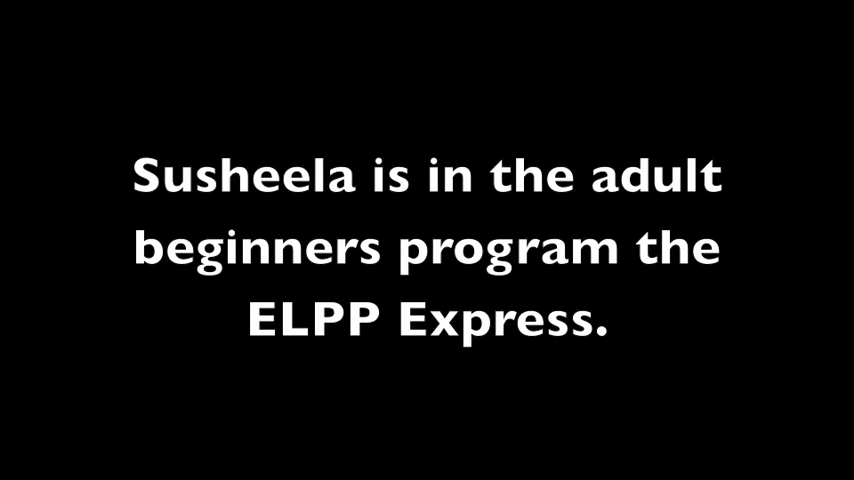 Susheela is in the adult
beginners program the
ELPP Express.